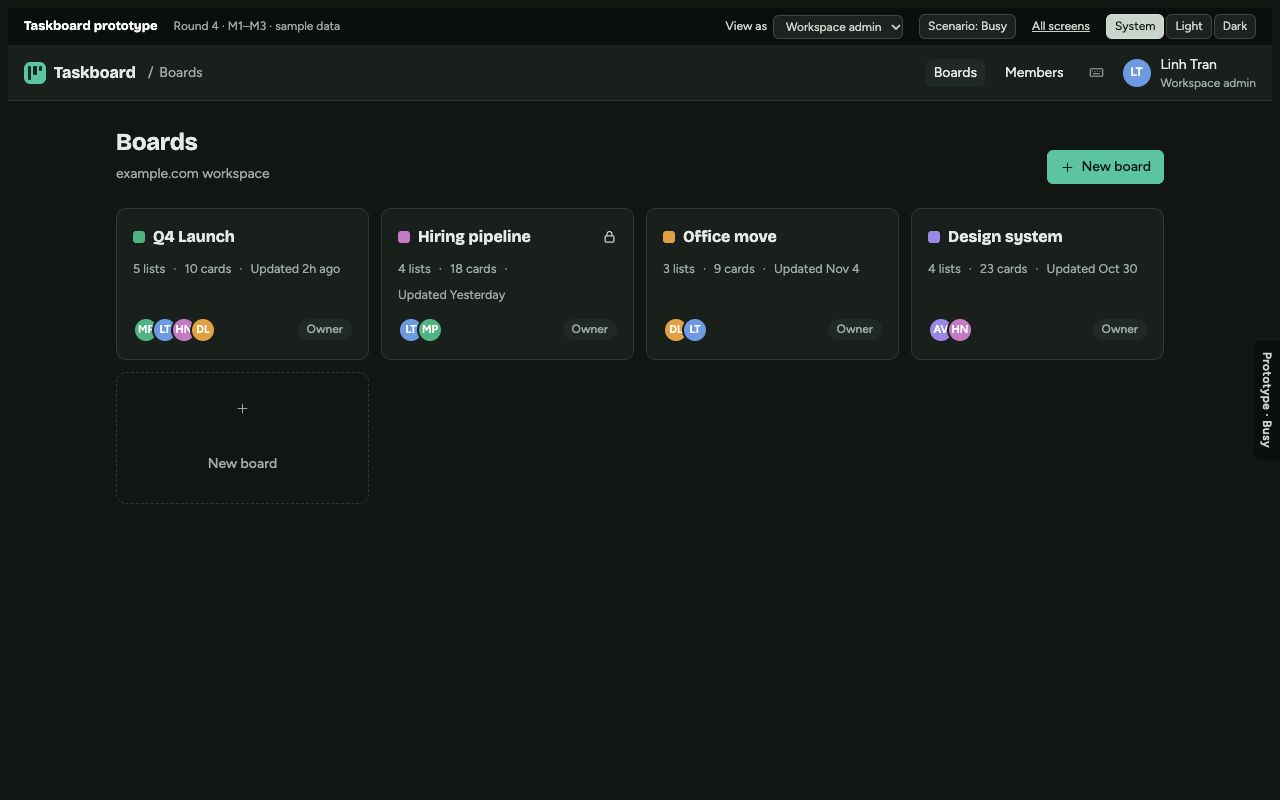 Taskboard prototype Round 4 · M1–M3 · sample data View as Workspace admin Scenario: Busy All screens System Light Dark
Taskboard / Boards Boards Members LT Linh Tran
Workspace admin
Boards
example.com workspace
+ New board
Q4 Launch
5 lists · 10 cards · Updated 2h ago
MP LT HN DL Owner
Hiring pipeline
4 lists · 18 cards ·
Updated Yesterday
LT MP Owner
Office move
3 lists · 9 cards · Updated Nov 4
DL LT Owner
Design system
4 lists · 23 cards · Updated Oct 30
AV HN Owner
+
New board
Prototype · Busy